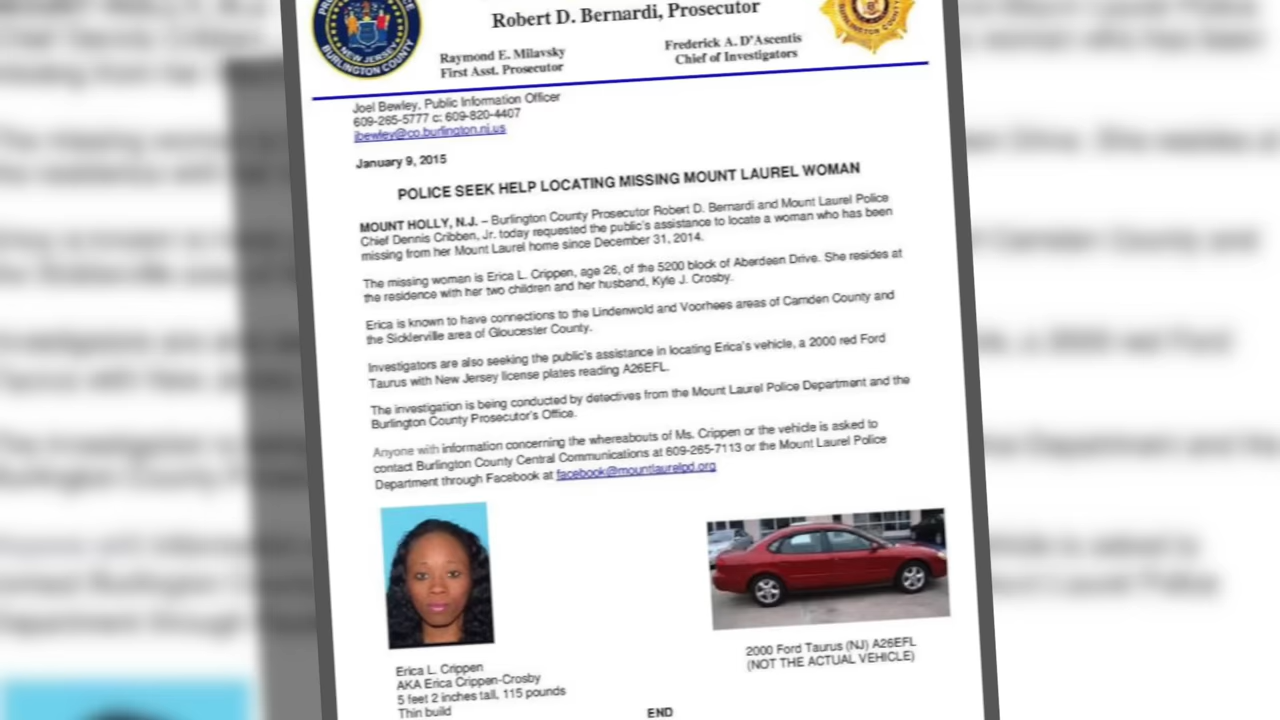 Robert D. Bernardi, Prosecutor
NEW JERSEY
BURLINGTON COUNTY
Raymond E. Milavsky
First Asst. Prosecutor
Frederick A. D'Ascentis
Chief of Investigators
Joel Bewley, Public Information Officer
609-265-5777 c: 609-820-4407
jbewley@co.burlington.nj.us
January 9, 2015
POLICE SEEK HELP LOCATING MISSING MOUNT LAUREL WOMAN
MOUNT HOLLY, N.J. – Burlington County Prosecutor Robert D. Bernardi and Mount Laurel Police
Chief Dennis Cribben, Jr. today requested the public's assistance to locate a woman who has been
missing from her Mount Laurel home since December 31, 2014.
The missing woman is Erica L. Crippen, age 26, of the 5200 block of Aberdeen Drive. She resides at
the residence with her two children and her husband, Kyle J. Crosby.
Erica is known to have connections to the Lindenwold and Voorhees areas of Camden County and
the Sicklerville area of Gloucester County.
Investigators are also seeking the public's assistance in locating Erica's vehicle, a 2000 red Ford
Taurus with New Jersey license plates reading A26EFL.
The investigation is being conducted by detectives from the Mount Laurel Police Department and the
Burlington County Prosecutor's Office.
Anyone with information concerning the whereabouts of Ms. Crippen or the vehicle is asked to
contact Burlington County Central Communications at 609-265-7113 or the Mount Laurel Police
Department through Facebook at facebook@mountlaurelpd.org
Erica L. Crippen
AKA Erica Crippen-Crosby
5 feet 2 inches tall, 115 pounds
Thin build
2000 Ford Taurus (NJ) A26EFL
(NOT THE ACTUAL VEHICLE)
END